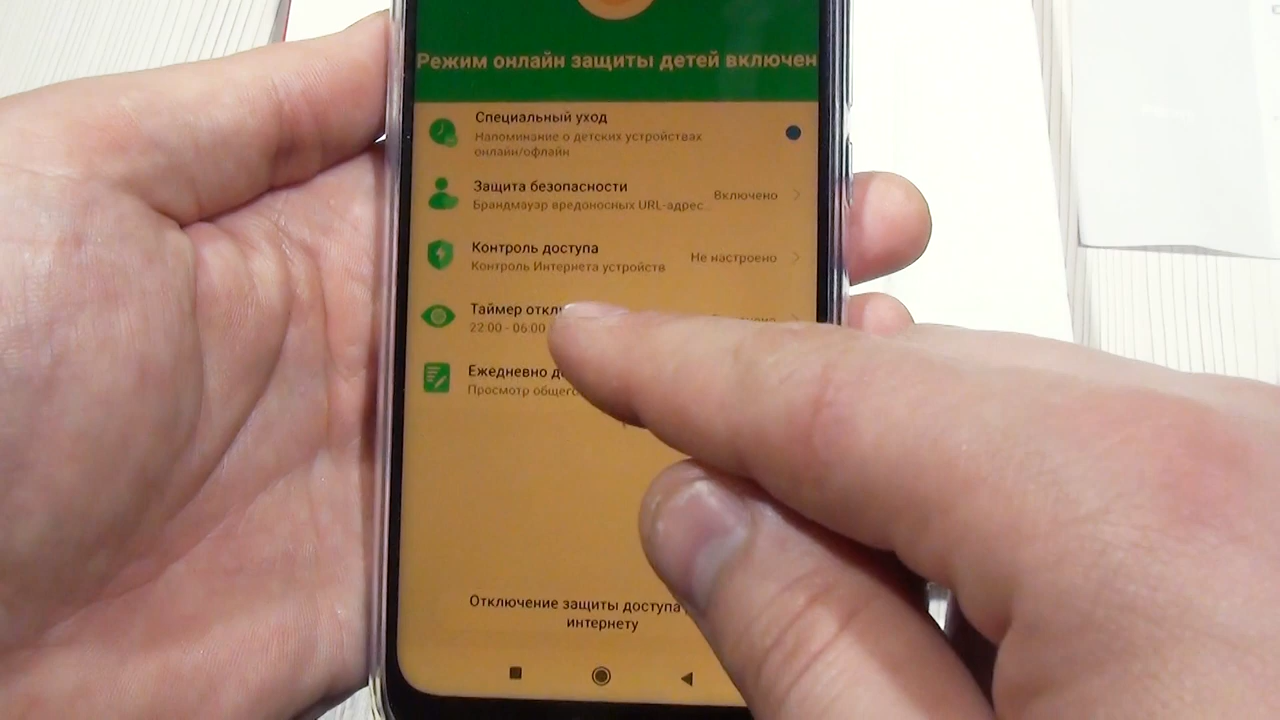 Режим онлайн защиты детей включен
Специальный уход
Напоминание о детских устройствах
онлайн/офлайн
Защита безопасности
Брандмауэр вредоносных URL-адрес...
Включено
Контроль доступа
Контроль Интернета устройств
Не настроено
Таймер откл
22:00 - 06:00
Ежедневно д
Просмотр общег
Отключение защиты доступа
интернету